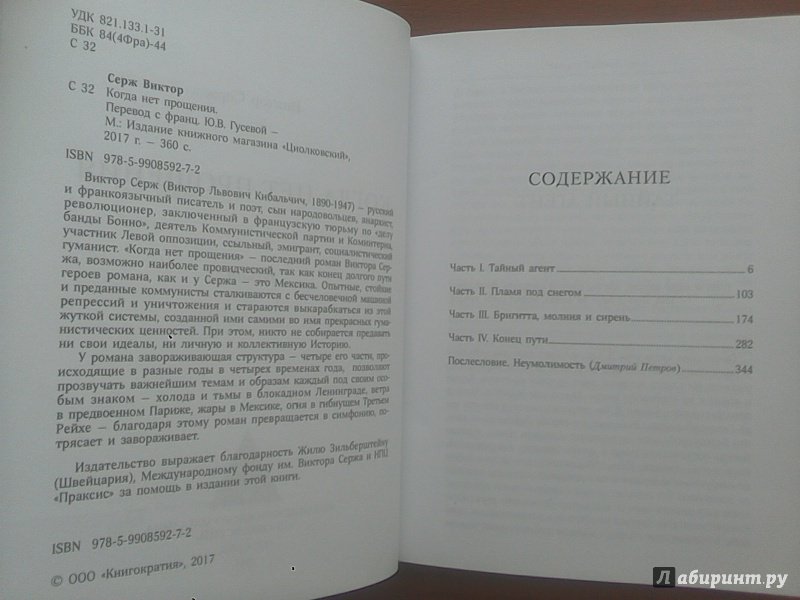 УДК 821.133.1-31
ББК 84(4Фра)-44
С 32
Серж Виктор
С 32 Когда нет прощения.
Перевод с франц. Ю.В. Гусевой –
М.: Издание книжного магазина «Циолковский»,
2017 г. – 360 с.
ISBN 978-5-9908592-7-2
Виктор Серж (Виктор Львович Кибальчич, 1890-1947) – русский
и франкоязычный писатель и поэт, сын народовольцев, анархист,
революционер, заключенный в французскую тюрьму по «делу
банды Бонно», деятель Коммунистической партии и Коминтерна,
участник Левой оппозиции, ссыльный, эмигрант, социалистический
гуманист. «Когда нет прощения» – последний роман Виктора Сер-
жа, возможно наиболее провидческий, так как конец долгого пути
героев романа, как и у Сержа – это Мексика. Опытные, стойкие
и преданные коммунисты сталкиваются с бесчеловечной машиной
репрессий и уничтожения и стараются выкарабкаться из этой
жуткой системы, созданной ими самими во имя прекрасных гума-
нистических ценностей. При этом, никто не собирается предавать
ни свои идеалы, ни личную и коллективную Историю.
У романа завораживающая структура – четыре его части, про-
исходящие в разные годы в четырех временах года, позволяют
прозвучать важнейшим темам и образам каждый под своим осо-
бым знаком – холода и тьмы в блокадном Ленинграде, ветра
в предвоенном Париже, жары в Мексике, огня в гибнущем Третьем
Рейхе – благодаря этому роман превращается в симфонию, по-
трясает и завораживает.
Издательство выражает благодарность Жилю Зильберштейну
(Швейцария), Международному фонду им. Виктора Сержа и НПЦ
«Праксис» за помощь в издании этой книги.
ISBN 978-5-9908592-7-2
© ООО «Книгократия», 2017
СОДЕРЖАНИЕ
Часть I. Тайный агент 6
Часть II. Пламя под снегом 103
Часть III. Бригитта, молния и сирень 174
Часть IV. Конец пути 282
Послесловие. Неумолимость (Дмитрий Петров) 344
Лабиринт.ру